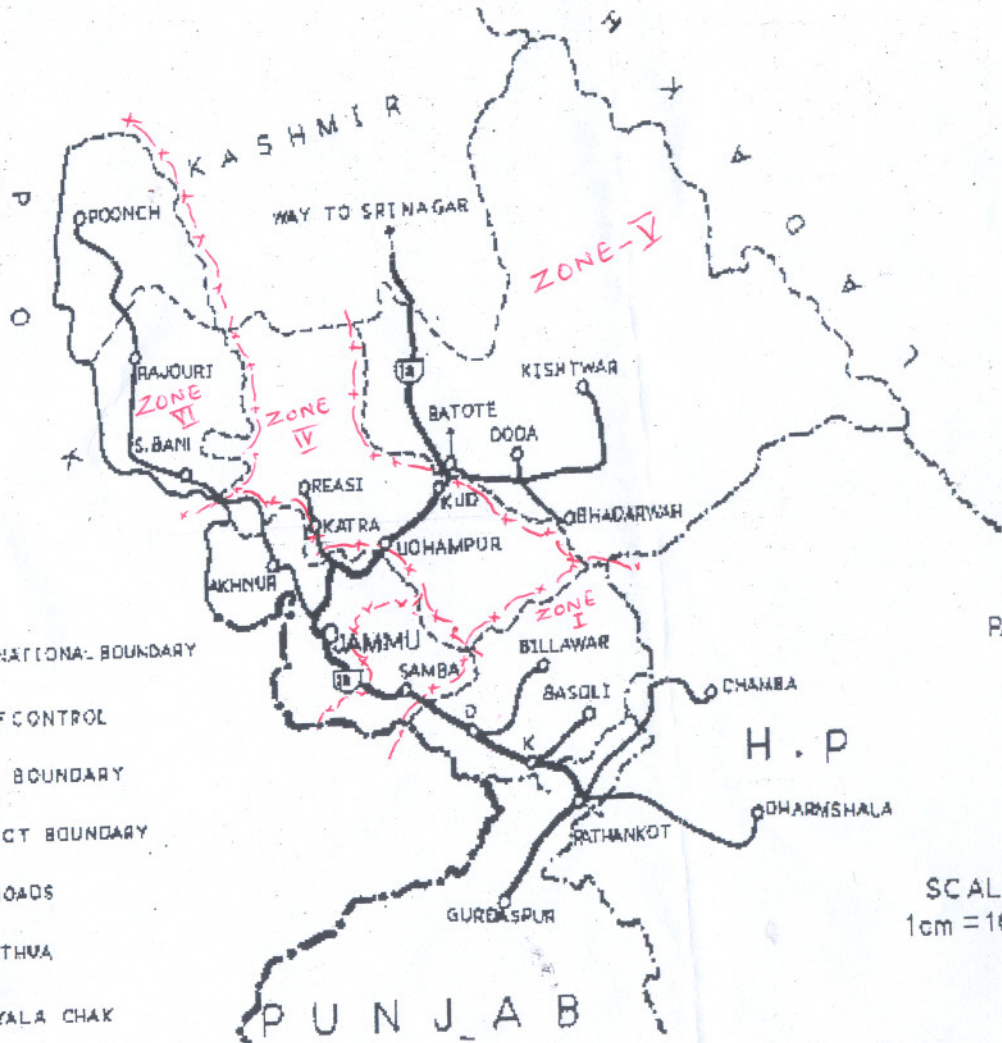 KASHMIR
POK
LADAKH
POONCH
WAY TO SRINAGAR
ZONE-V
RAJOURI
ZONE
VI
ZONE
IV
KISHTWAR
BATOTE
DODA
S.BANI
REASI
KUD
KATRA
BHADARWAH
UDHAMPUR
AKHNUR
ZONE
I
JAMMU
BILLAWAR
NATIONAL BOUNDARY
SAMBA
BASOLI
CHAMBA
F CONTROL
D
H.P
K
BOUNDARY
DHARMSHALA
CT BOUNDARY
PATHANKOT
OADS
SCAL
GURDASPUR
1cm = 1
THUA
YALA CHAK
PUNJAB